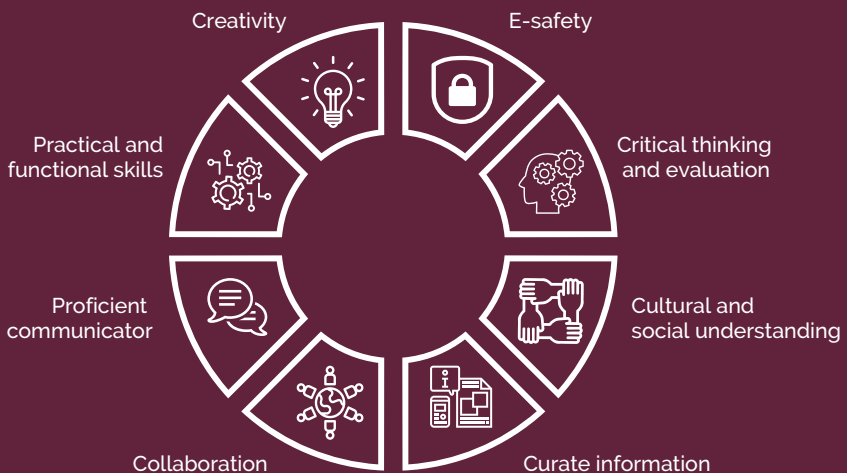 Creativity
E-safety
Practical and
functional skills
Critical thinking
and evaluation
Proficient
communicator
Cultural and
social understanding
Collaboration
Curate information